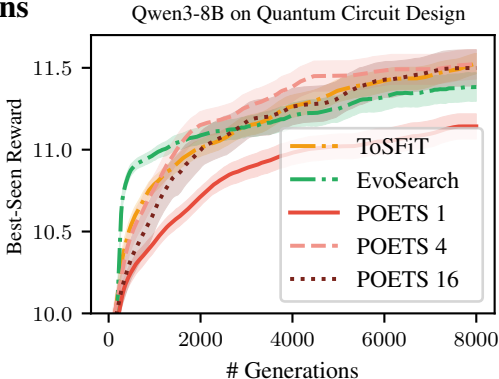 ns
Qwen3-8B on Quantum Circuit Design
Best-Seen Reward
11.5
11.0
10.5
10.0
ToSFiT
EvoSearch
POETS 1
POETS 4
POETS 16
0
2000
4000
6000
8000
# Generations